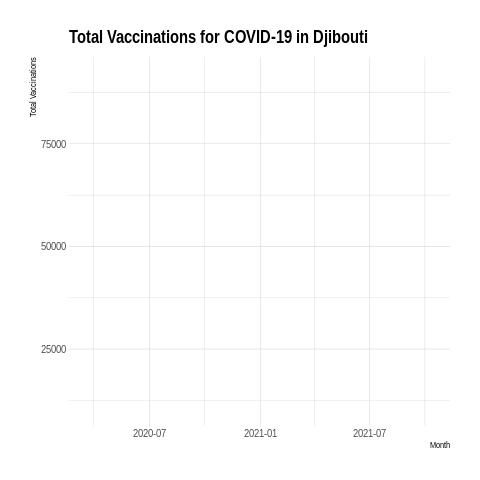 Total Vaccinations for COVID-19 in Djibouti
Total Vaccinations
75000
50000
25000
2020-07 2021-01 2021-07
Month